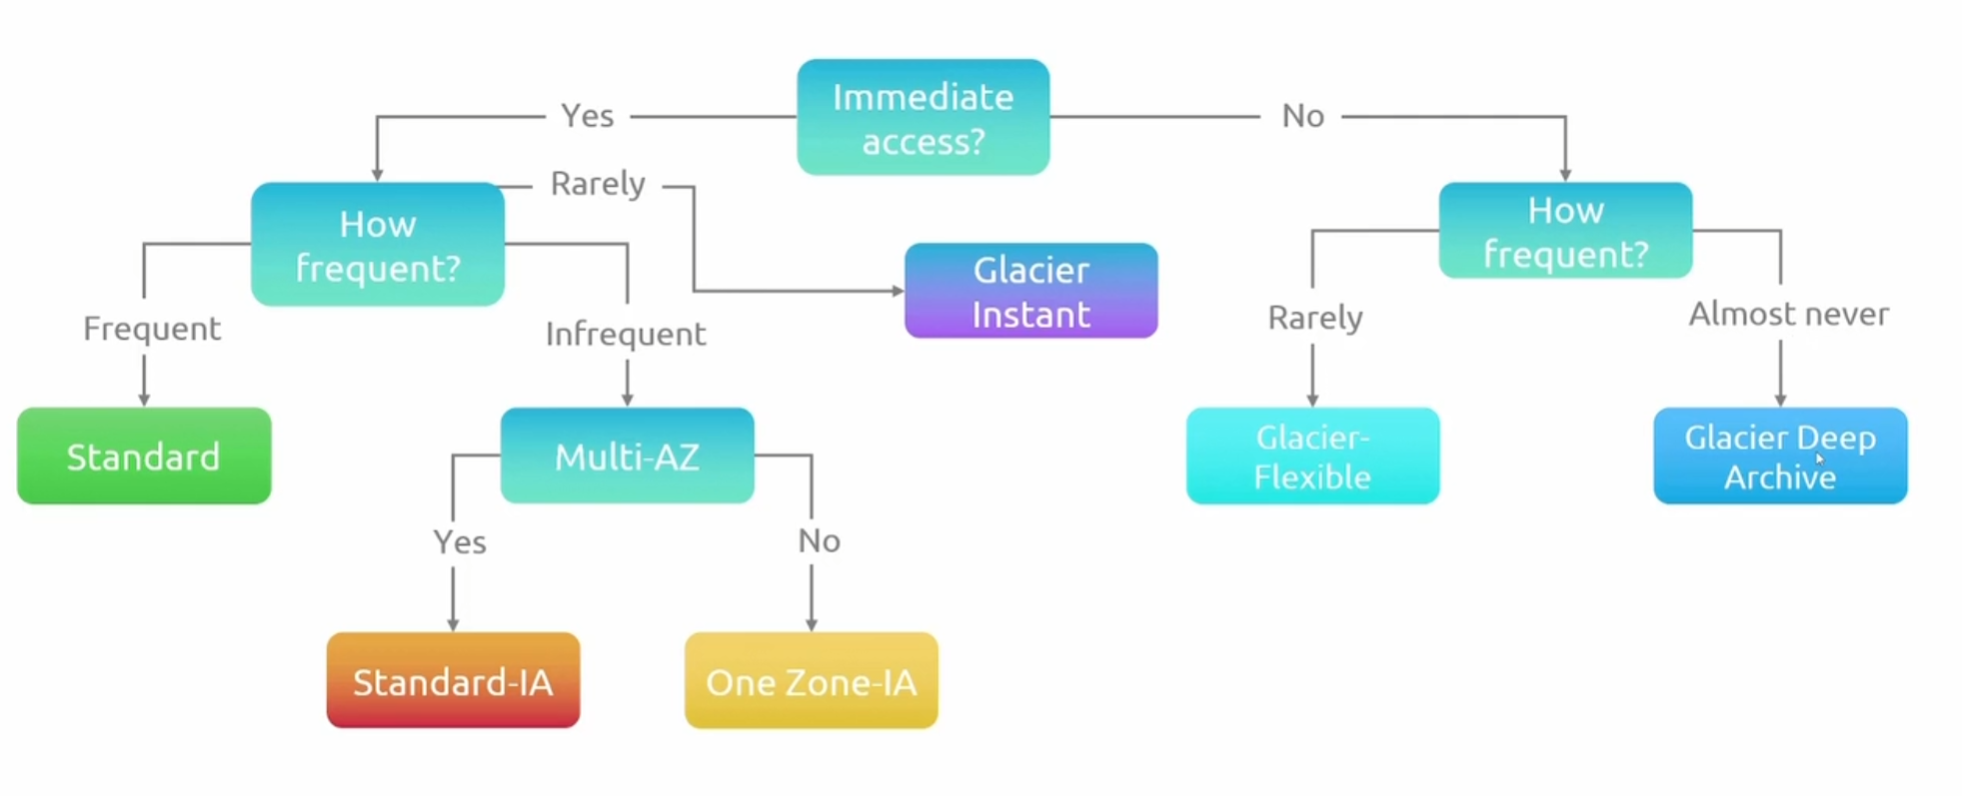 Immediate
access?
Yes
No
Rarely
How
frequent?
How
frequent?
Glacier
Instant
Frequent
Infrequent
Rarely
Almost never
Standard
Multi-AZ
Glacier-
Flexible
Glacier Deep
Archive
Yes
No
Standard-IA
One Zone-IA